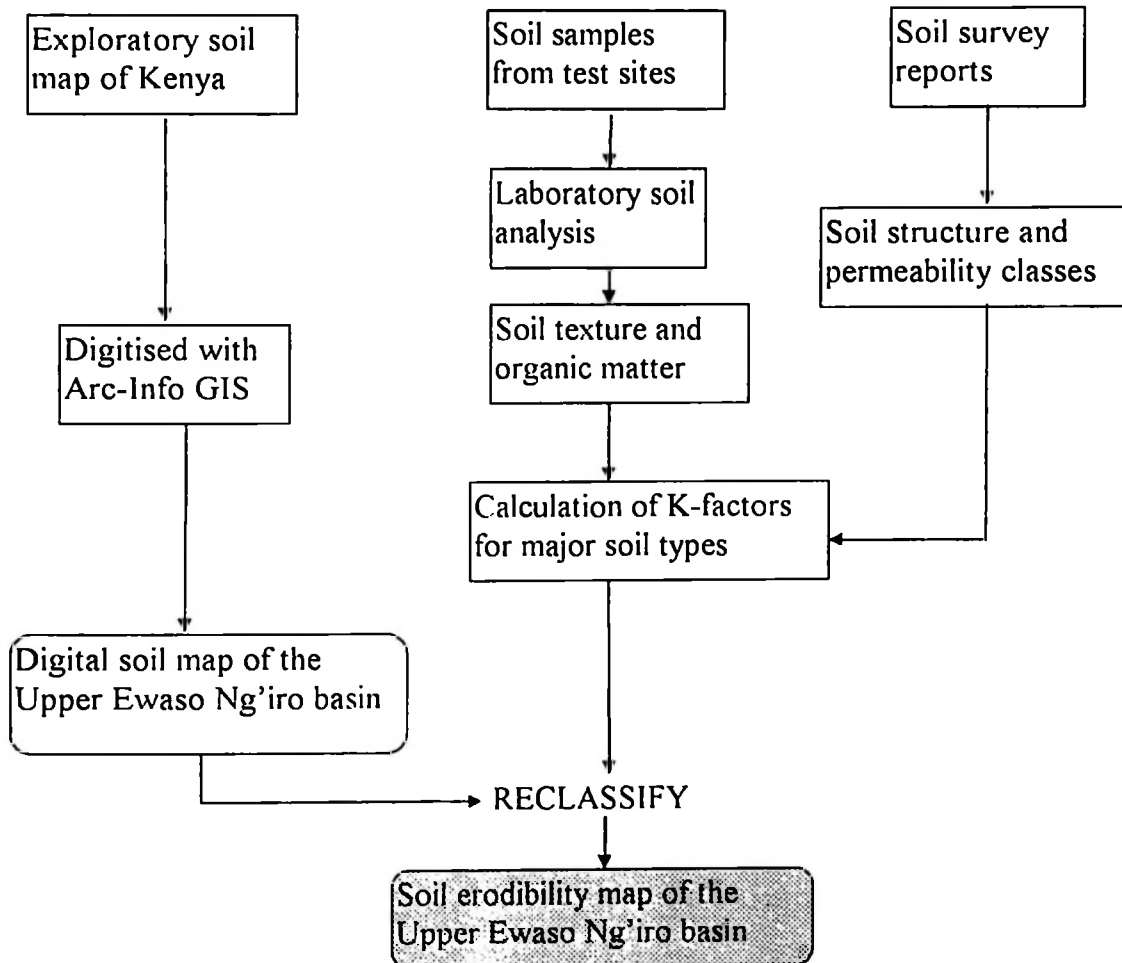 Exploratory soil
map of Kenya
Soil samples
from test sites
Soil survey
reports
Laboratory soil
analysis
Soil structure and
permeability classes
Digitised with
Arc-Info GIS
Soil texture and
organic matter
Calculation of K-factors
for major soil types
Digital soil map of the
Upper Ewaso Ng'iro basin
RECLASSIFY
Soil erodibility map of the
Upper Ewaso Ng'iro basin